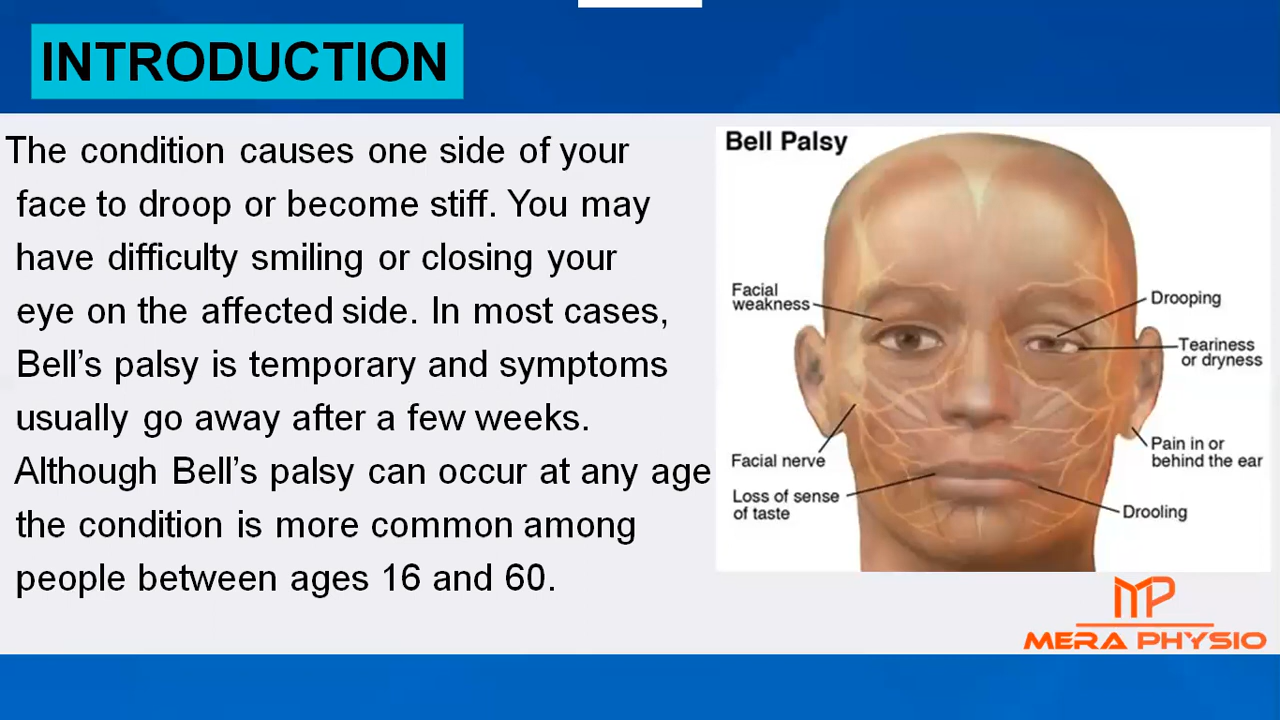 INTRODUCTION
The condition causes one side of your
face to droop or become stiff. You may
have difficulty smiling or closing your
eye on the affected side. In most cases,
Bell's palsy is temporary and symptoms
usually go away after a few weeks.
Although Bell's palsy can occur at any age
the condition is more common among
people between ages 16 and 60.
Bell Palsy
Facial
weakness
Drooping
Teariness
or dryness
Facial nerve
Pain in or
behind the ear
Loss of sense
of taste
Drooling
MP
MERA PHYSIO